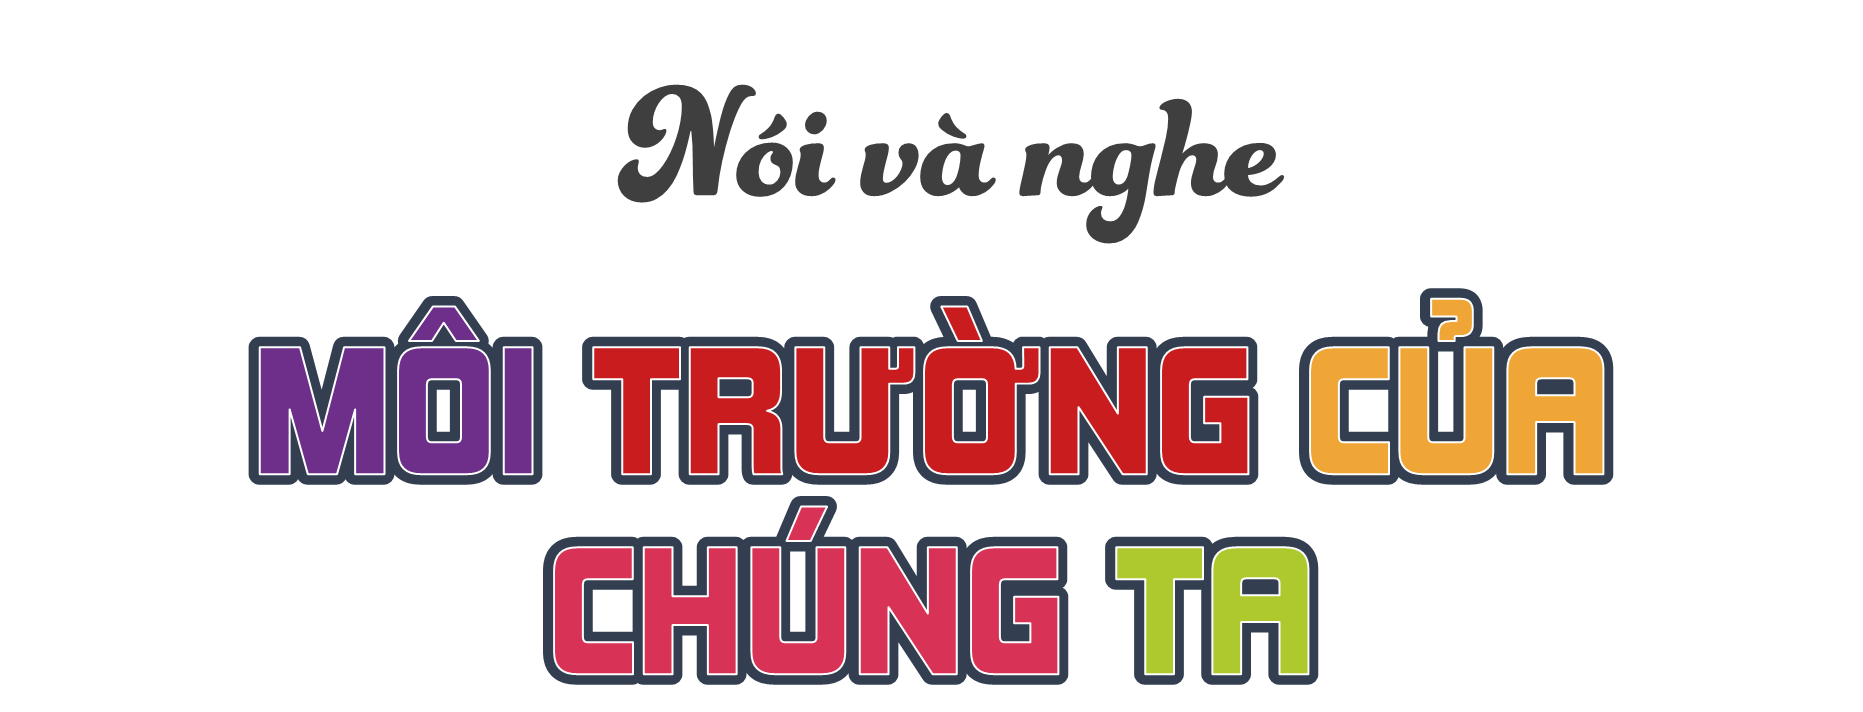 Nói và nghe
MÔI TRƯỜNG CỦA
CHÚNG TA